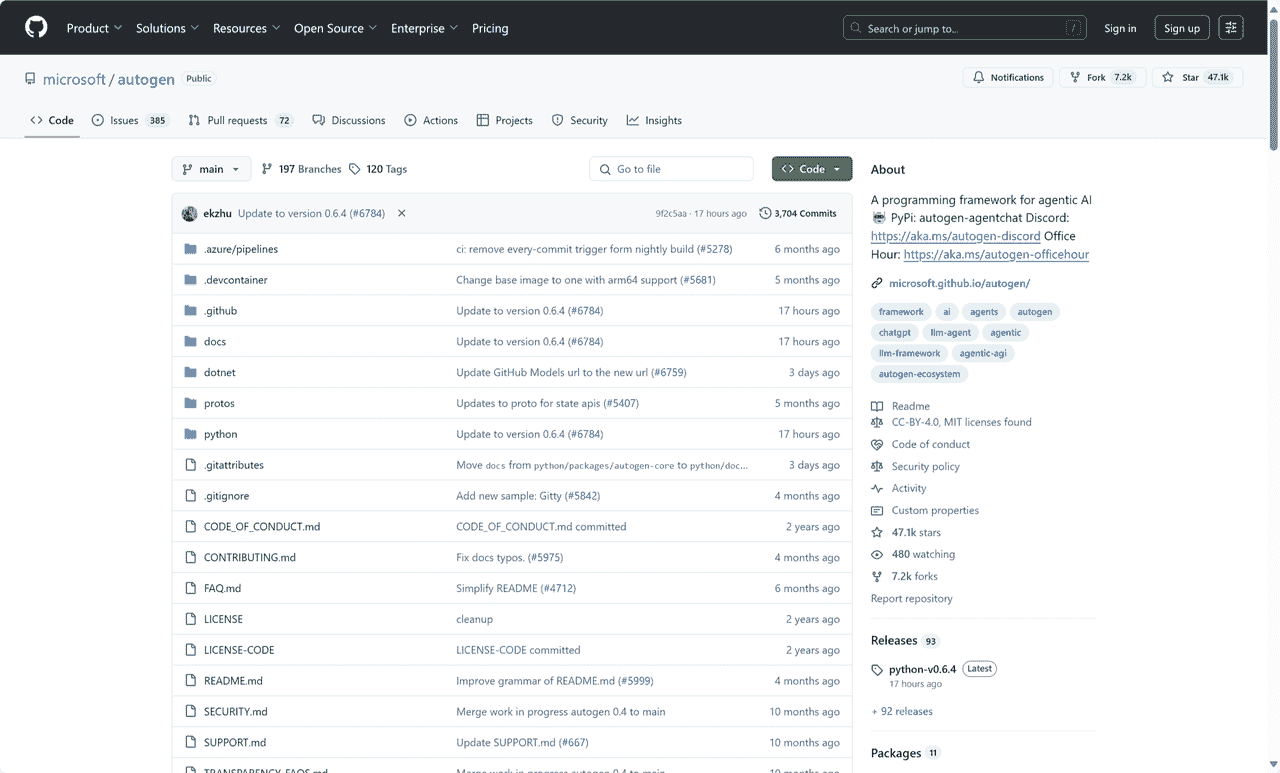 Product Solutions Resources Open Source Enterprise Pricing Search or jump to... / Sign in Sign up
microsoft / autogen Public Notifications Fork 7.2k Star 47.1k
Code Issues 385 Pull requests 72 Discussions Actions Projects Security Insights
main 197 Branches 120 Tags Go to file Code
ekzhu Update to version 0.6.4 (#6784) 9f2c5aa · 17 hours ago 3,704 Commits
.azure/pipelines ci: remove every-commit trigger form nightly build (#5278) 6 months ago
.devcontainer Change base image to one with arm64 support (#5681) 5 months ago
.github Update to version 0.6.4 (#6784) 17 hours ago
docs Update to version 0.6.4 (#6784) 17 hours ago
dotnet Update GitHub Models url to the new url (#6759) 3 days ago
protos Updates to proto for state apis (#5407) 5 months ago
python Update to version 0.6.4 (#6784) 17 hours ago
.gitattributes Move docs from python/packages/autogen-core to python/doc... 3 days ago
.gitignore Add new sample: Gitty (#5842) 4 months ago
CODE_OF_CONDUCT.md CODE_OF_CONDUCT.md committed 2 years ago
CONTRIBUTING.md Fix docs typos. (#5975) 4 months ago
FAQ.md Simplify README (#4712) 6 months ago
LICENSE cleanup 2 years ago
LICENSE-CODE LICENSE-CODE committed 2 years ago
README.md Improve grammar of README.md (#5999) 4 months ago
SECURITY.md Merge work in progress autogen 0.4 to main 10 months ago
SUPPORT.md Update SUPPORT.md (#667) 10 months ago
TRANSPARENCY_FAQS.md Merge work in progress autogen 0.4 to main 10 months ago
About
A programming framework for agentic AI
🤖 PyPi: autogen-agentchat Discord:
https://aka.ms/autogen-discord Office
Hour: https://aka.ms/autogen-officehour
microsoft.github.io/autogen/
framework ai agents autogen
chatgpt llm-agent agentic
llm-framework agentic-agi
autogen-ecosystem
Readme
CC-BY-4.0, MIT licenses found
Code of conduct
Security policy
Activity
Custom properties
47.1k stars
480 watching
7.2k forks
Report repository
Releases 93
python-v0.6.4 Latest
17 hours ago
+ 92 releases
Packages 11